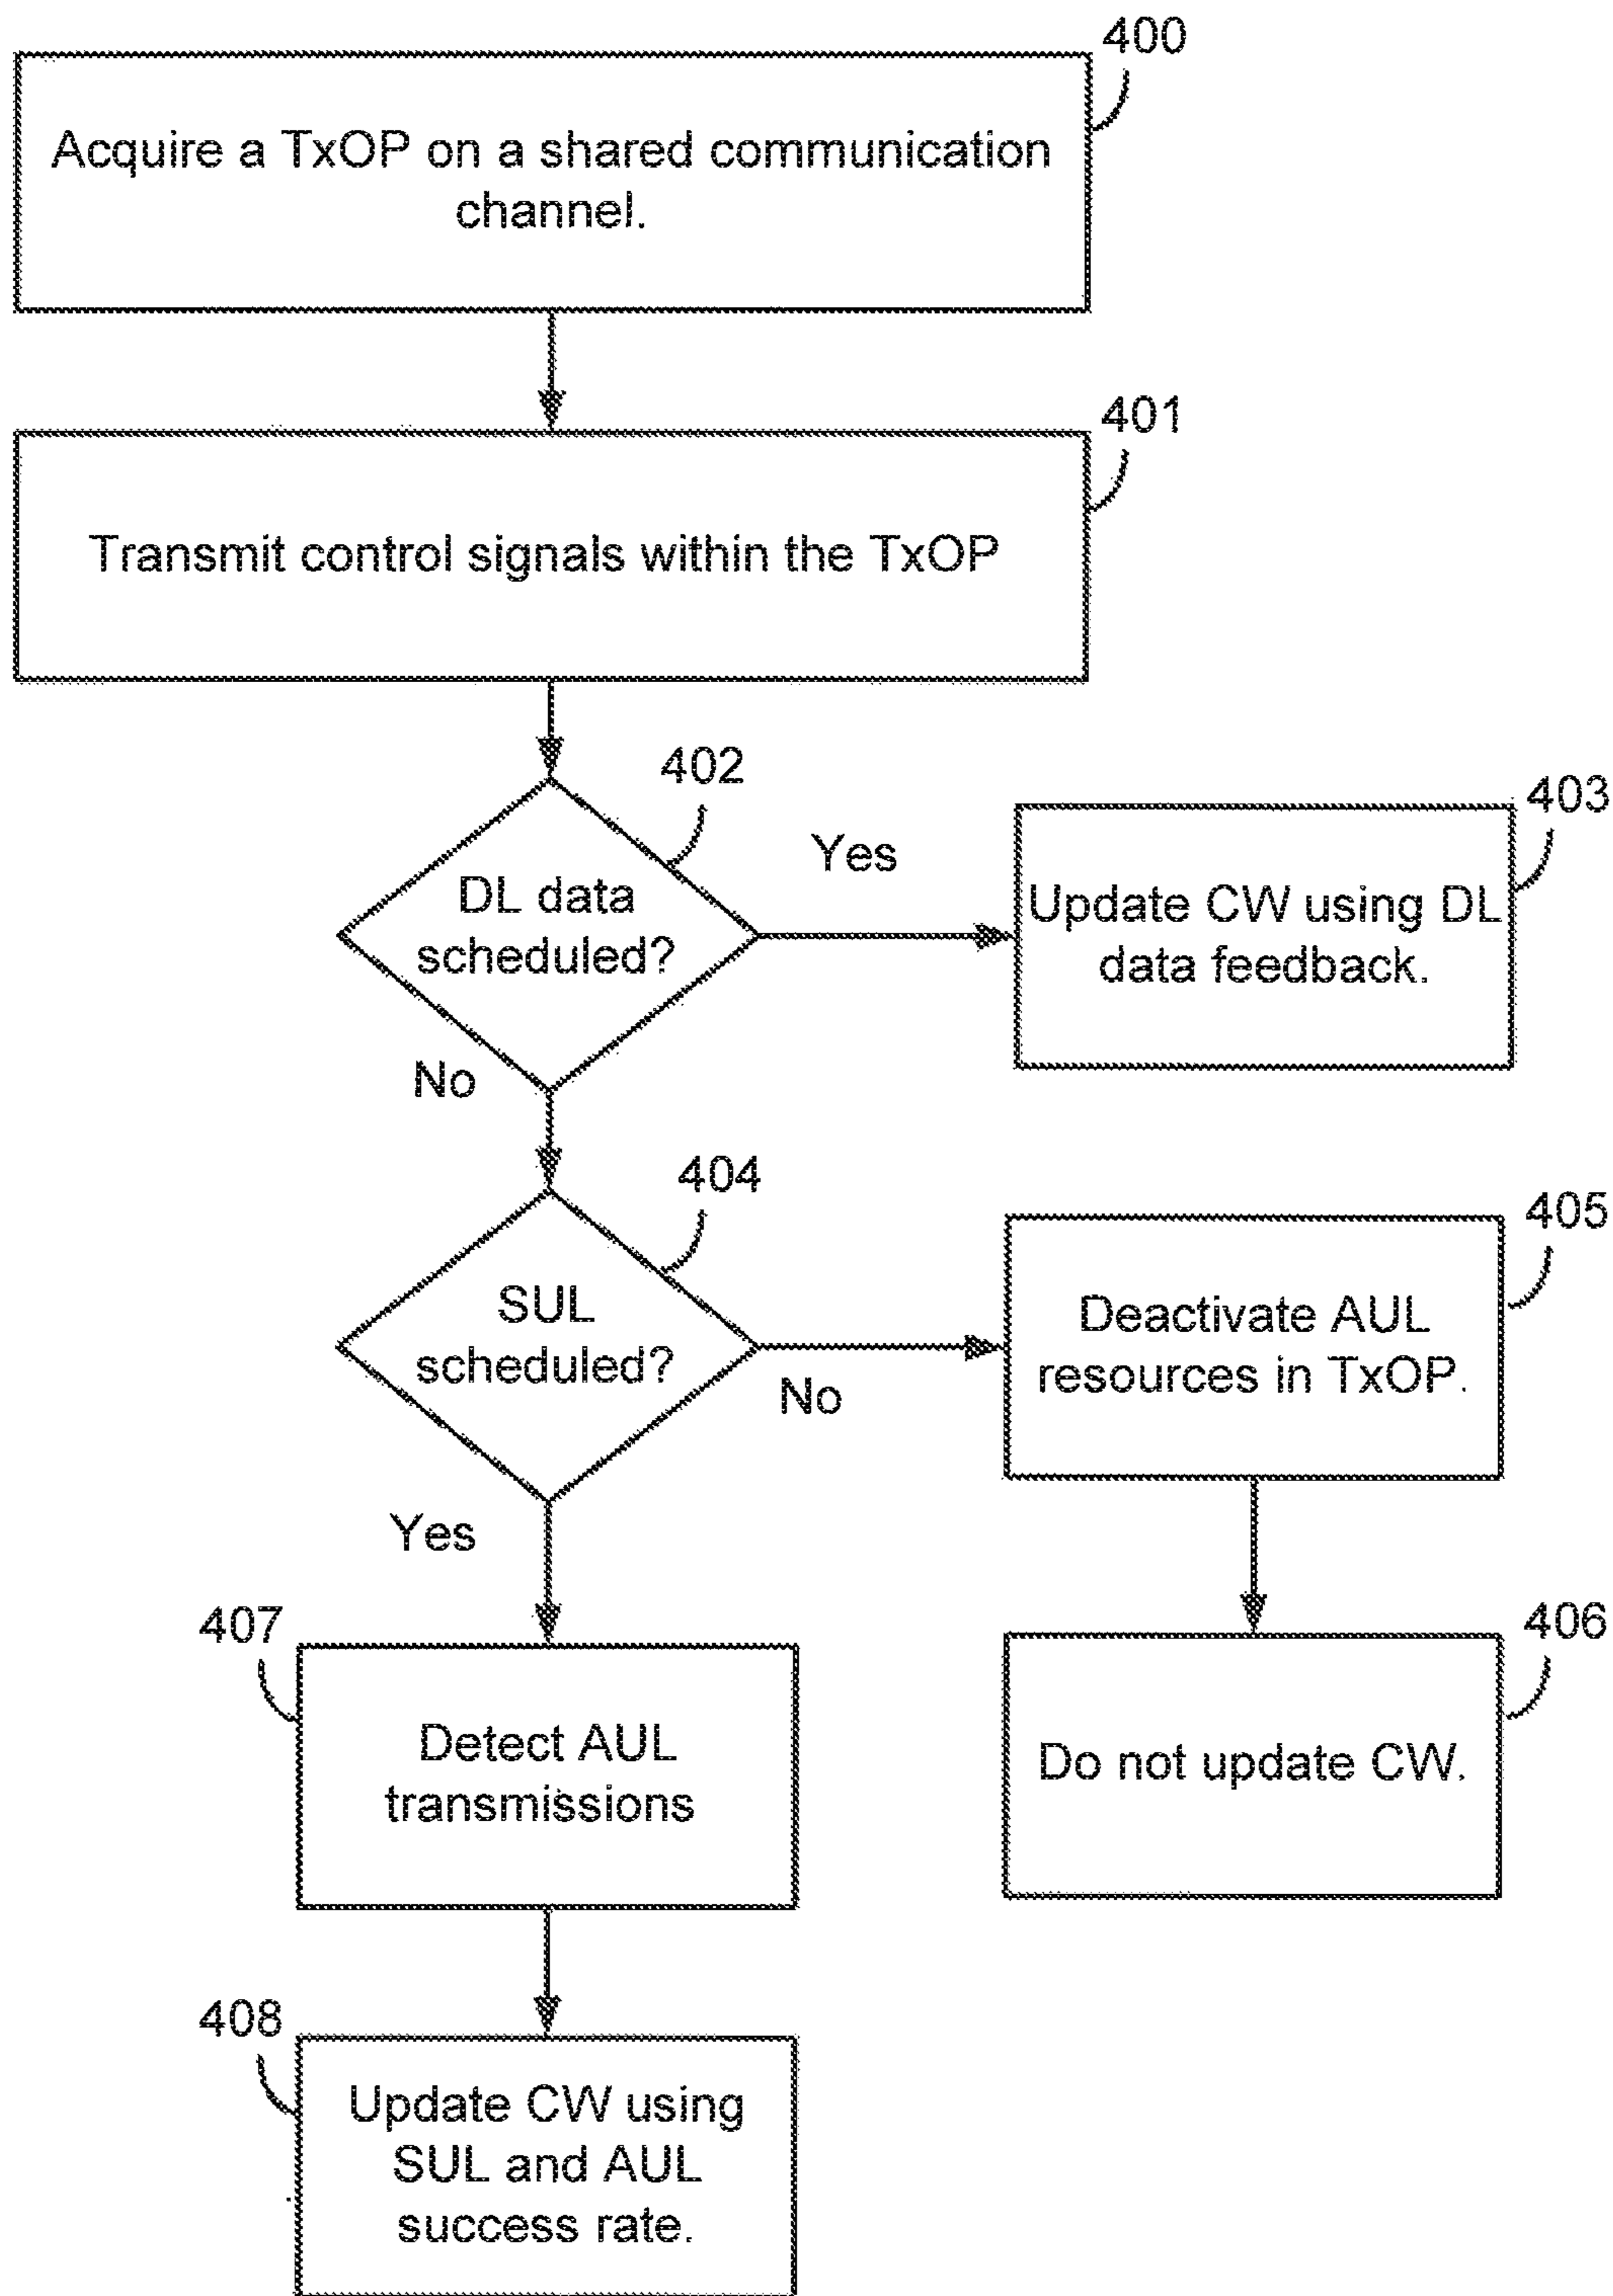 400
Acquire a TxOP on a shared communication
channel.
401
Transmit control signals within the TxOP
402
DL data
scheduled?
Yes
403
Update CW using DL
data feedback.
No
404
SUL
scheduled?
No
405
Deactivate AUL
resources in TxOP.
Yes
406
Do not update CW.
407
Detect AUL
transmissions
408
Update CW using
SUL and AUL
success rate.